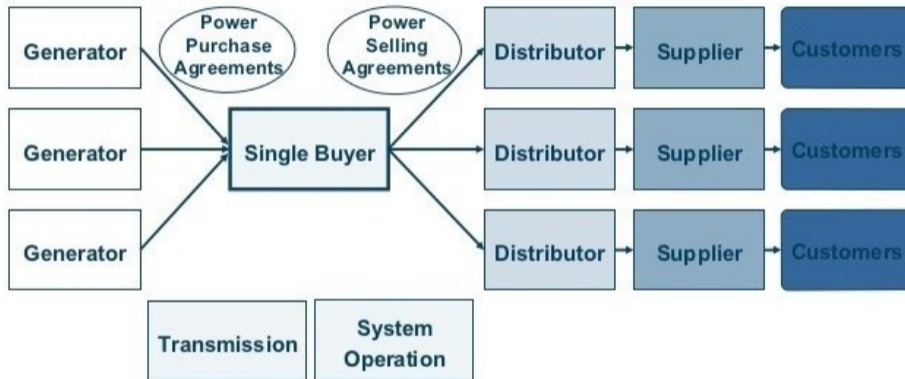 Generator
Power
Purchase
Agreements
Power
Selling
Agreements
Distributor
Supplier
Customers
Generator
Single Buyer
Distributor
Supplier
Customers
Generator
Distributor
Supplier
Customers
Transmission
System
Operation